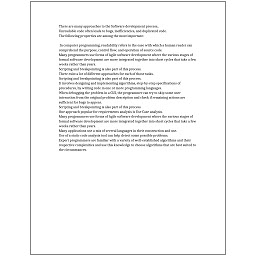 There are many approaches to the Software development process.
Unreadable code often leads to bugs, inefficiencies, and duplicated code.
The following properties are among the most important:
In computer programming, readability refers to the ease with which a human reader can
comprehend the purpose, control flow, and operation of source code.
Many programmers use forms of Agile software development where the various stages of
formal software development are more integrated together into short cycles that take a few
weeks rather than years.
Scripting and breakpointing is also part of this process.
There exist a lot of different approaches for each of those tasks.
Scripting and breakpointing is also part of this process.
It involves designing and implementing algorithms, step-by-step specifications of
procedures, by writing code in one or more programming languages.
When debugging the problem in a GUI, the programmer can try to skip some user
interaction from the original problem description and check if remaining actions are
sufficient for bugs to appear.
Scripting and breakpointing is also part of this process.
One approach popular for requirements analysis is Use Case analysis.
Many programmers use forms of Agile software development where the various stages of
formal software development are more integrated together into short cycles that take a few
weeks rather than years.
Many applications use a mix of several languages in their construction and use.
Use of a static code analysis tool can help detect some possible problems.
Expert programmers are familiar with a variety of well-established algorithms and their
respective complexities and use this knowledge to choose algorithms that are best suited to
the circumstances.